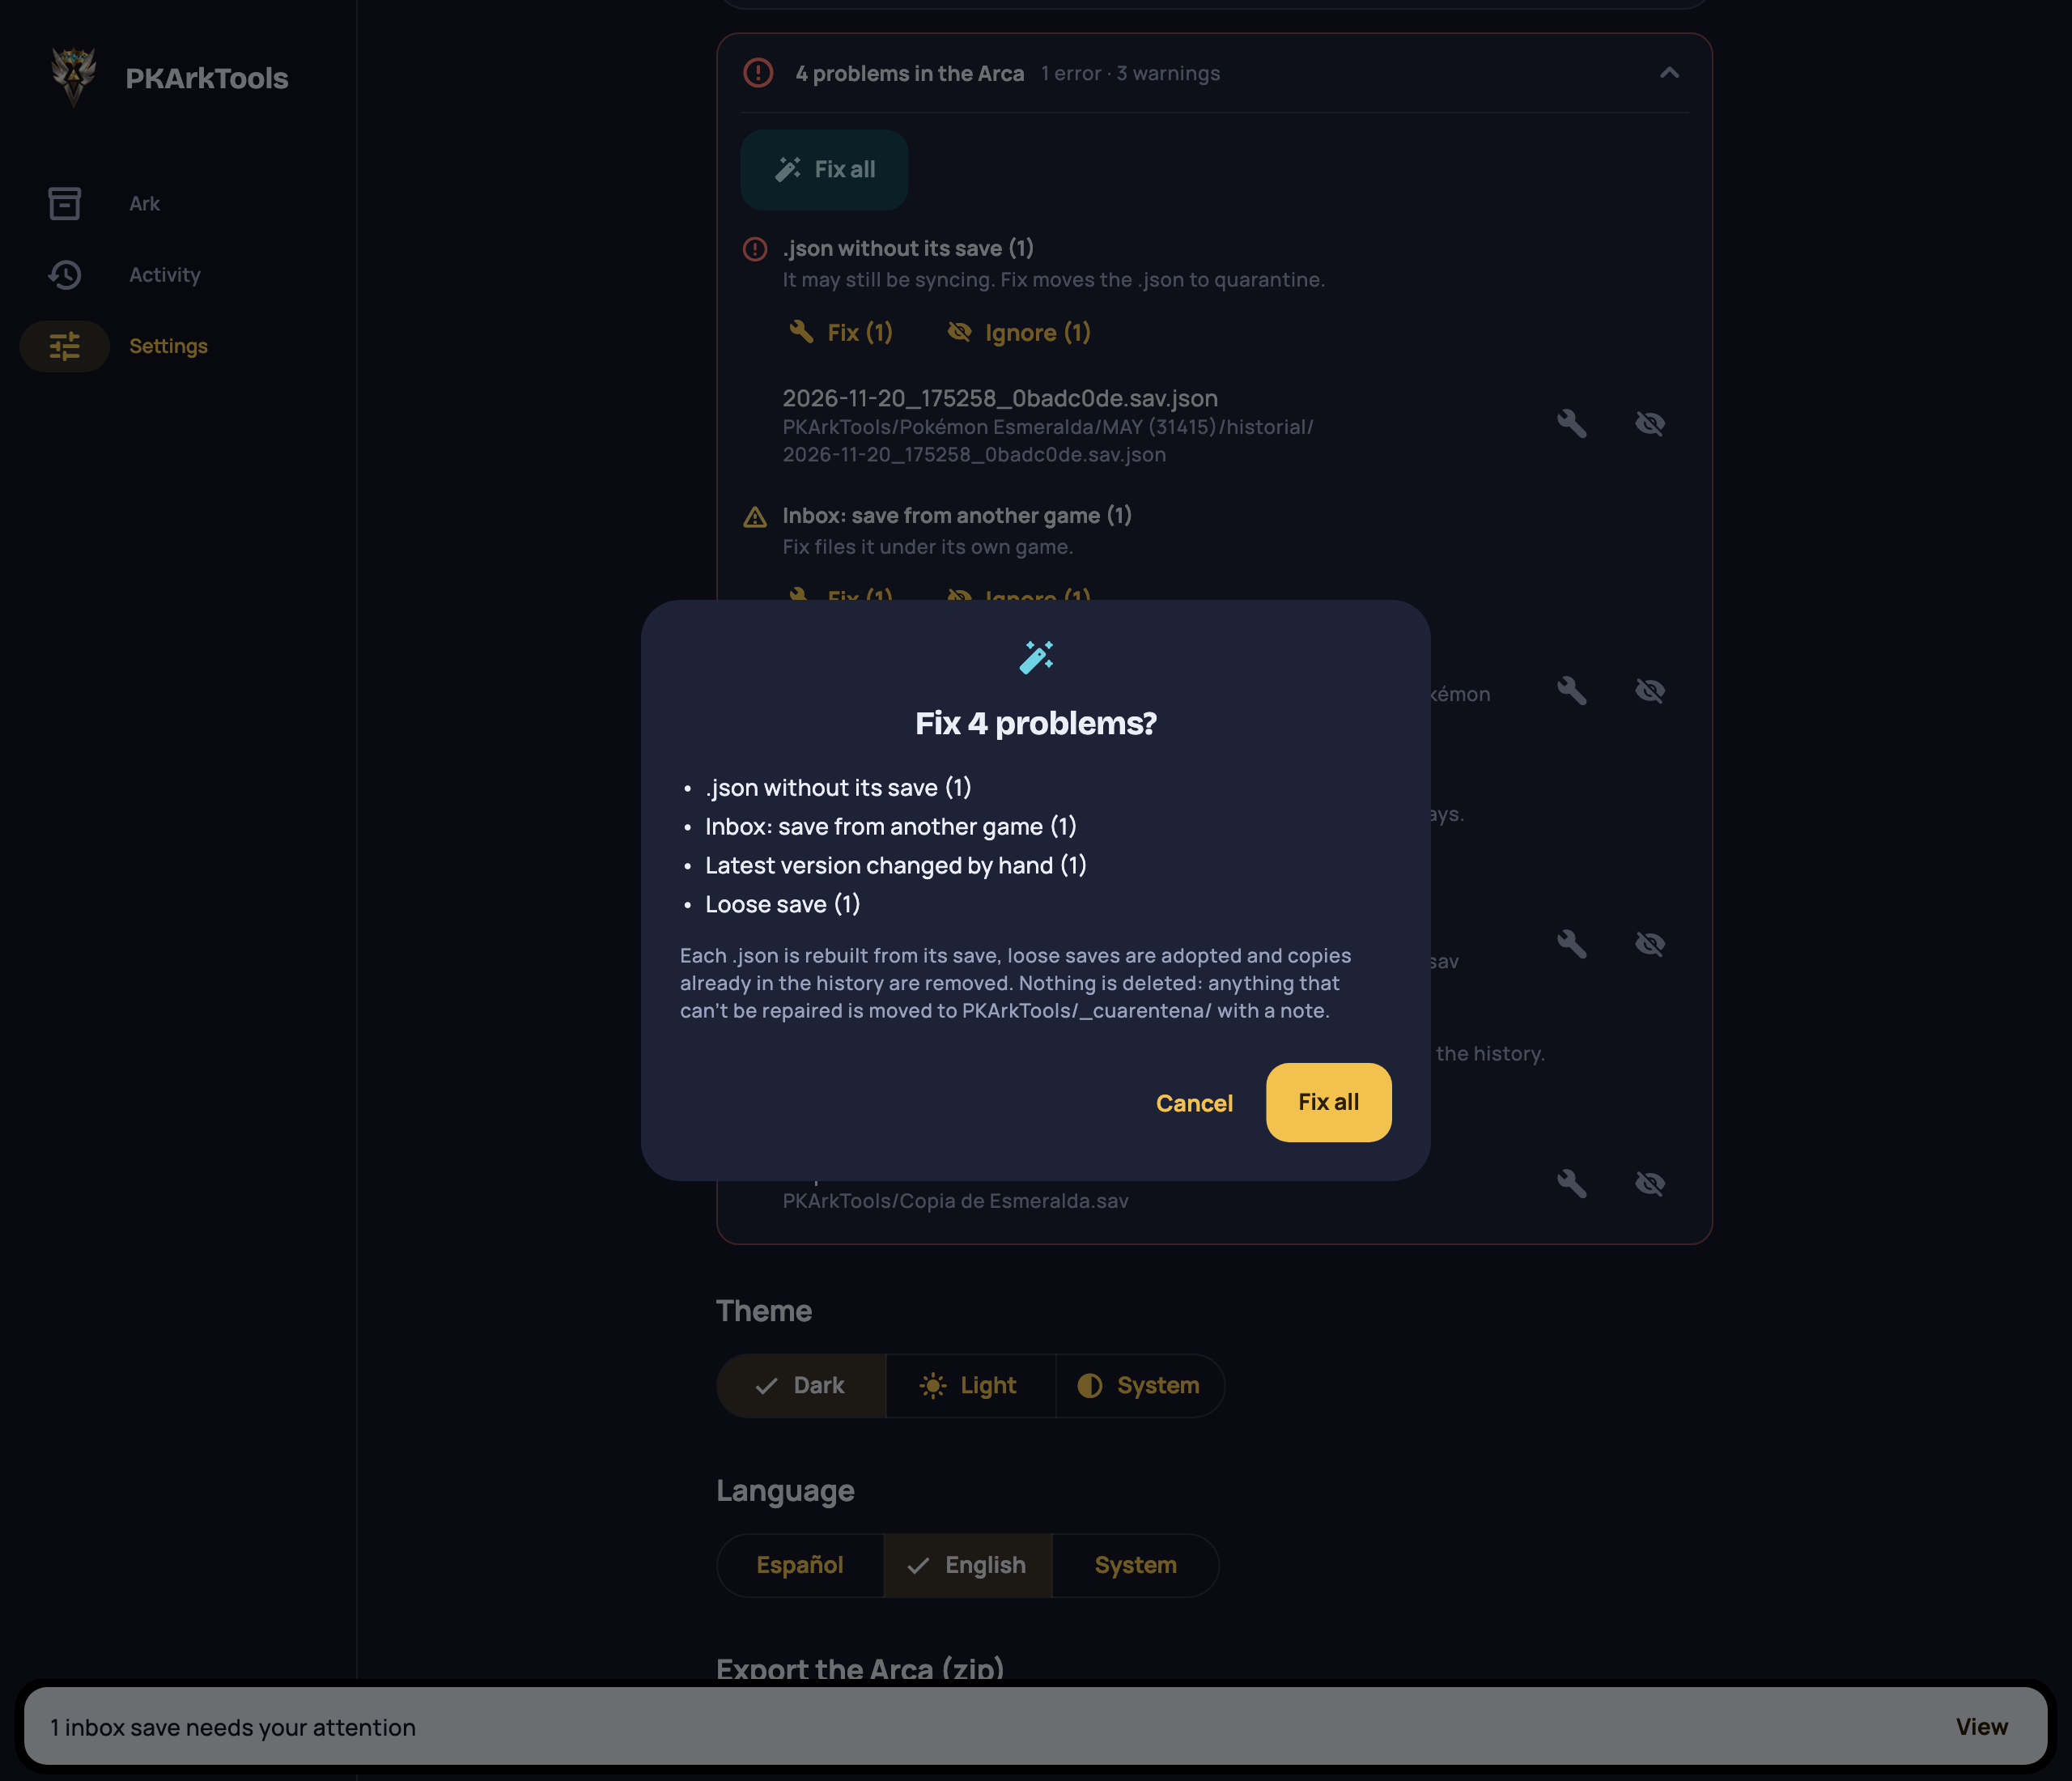 PKArkTools
Ark
Activity
Settings
4 problems in the Arca 1 error · 3 warnings
Fix all
.json without its save (1)
It may still be syncing. Fix moves the .json to quarantine.
Fix (1) Ignore (1)
2026-11-20_175258_0badc0de.sav.json
PKArkTools/Pokémon Esmeralda/MAY (31415)/historial/
2026-11-20_175258_0badc0de.sav.json
Inbox: save from another game (1)
Fix files it under its own game.
Fix (1) Ignore (1)
Fix 4 problems?
• .json without its save (1)
• Inbox: save from another game (1)
• Latest version changed by hand (1)
• Loose save (1)
Each .json is rebuilt from its save, loose saves are adopted and copies
already in the history are removed. Nothing is deleted: anything that
can't be repaired is moved to PKArkTools/_cuarentena/ with a note.
Cancel
Fix all
the history.
PKArkTools/Copia de Esmeralda.sav
Theme
Dark Light System
Language
Español English System
Export the Arca (zip)
1 inbox save needs your attention
View